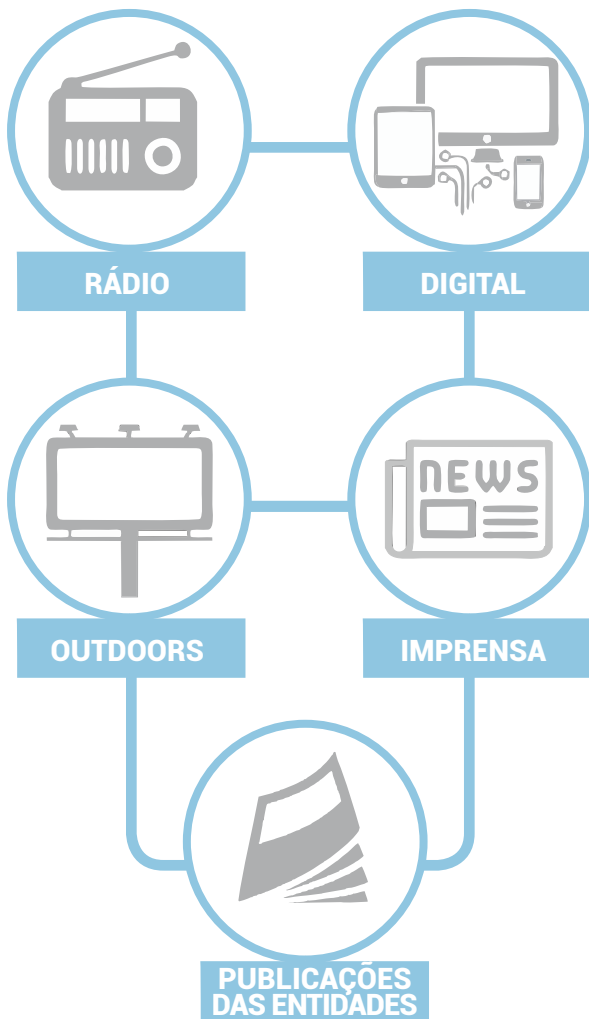 RÁDIO
DIGITAL
NEWS
OUTDOORS
IMPRENSA
PUBLICAÇÕES
DAS ENTIDADES